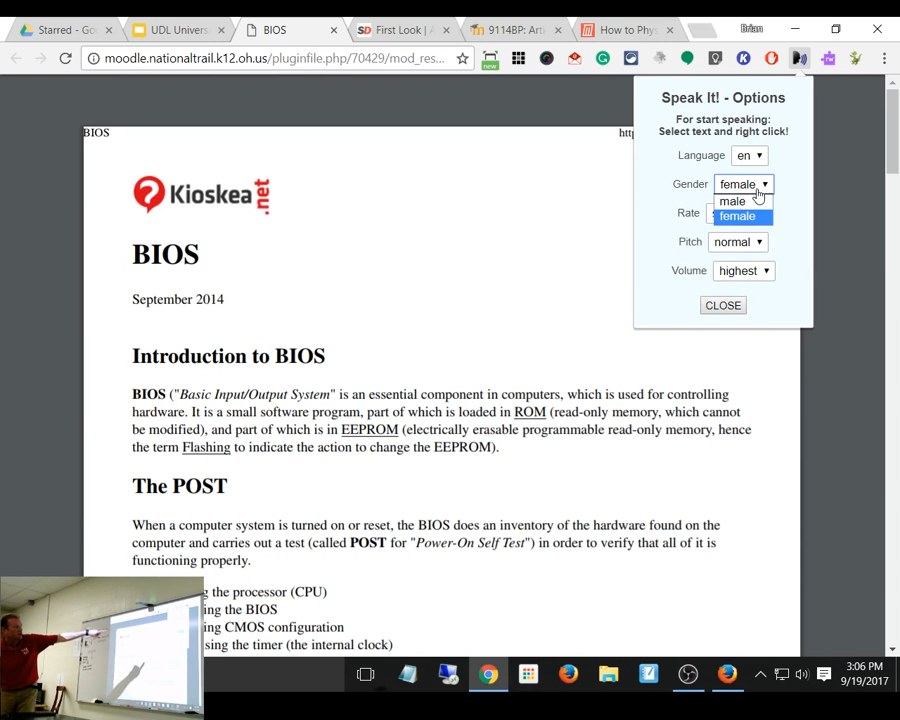 Starred - Go
UDL Univers
BIOS
First Look | A
9114BP: Arti
How to Phys
Brian
moodle.nationaltrail.k12.oh.us/pluginfile.php/70429/mod_res...
new
Speak It! - Options
For start speaking:
Select text and right click!
Language en
Gender female
male
female
Rate
Pitch normal
Volume highest
CLOSE
BIOS
Kioskea.net
BIOS
September 2014
Introduction to BIOS
BIOS ("Basic Input/Output System" is an essential component in computers, which is used for controlling
hardware. It is a small software program, part of which is loaded in ROM (read-only memory, which cannot
be modified), and part of which is in EEPROM (electrically erasable programmable read-only memory, hence
the term Flashing to indicate the action to change the EEPROM).
The POST
When a computer system is turned on or reset, the BIOS does an inventory of the hardware found on the
computer and carries out a test (called POST for "Power-On Self Test") in order to verify that all of it is
functioning properly.
the processor (CPU)
the BIOS
CMOS configuration
the timer (the internal clock)
3:06 PM
9/19/2017